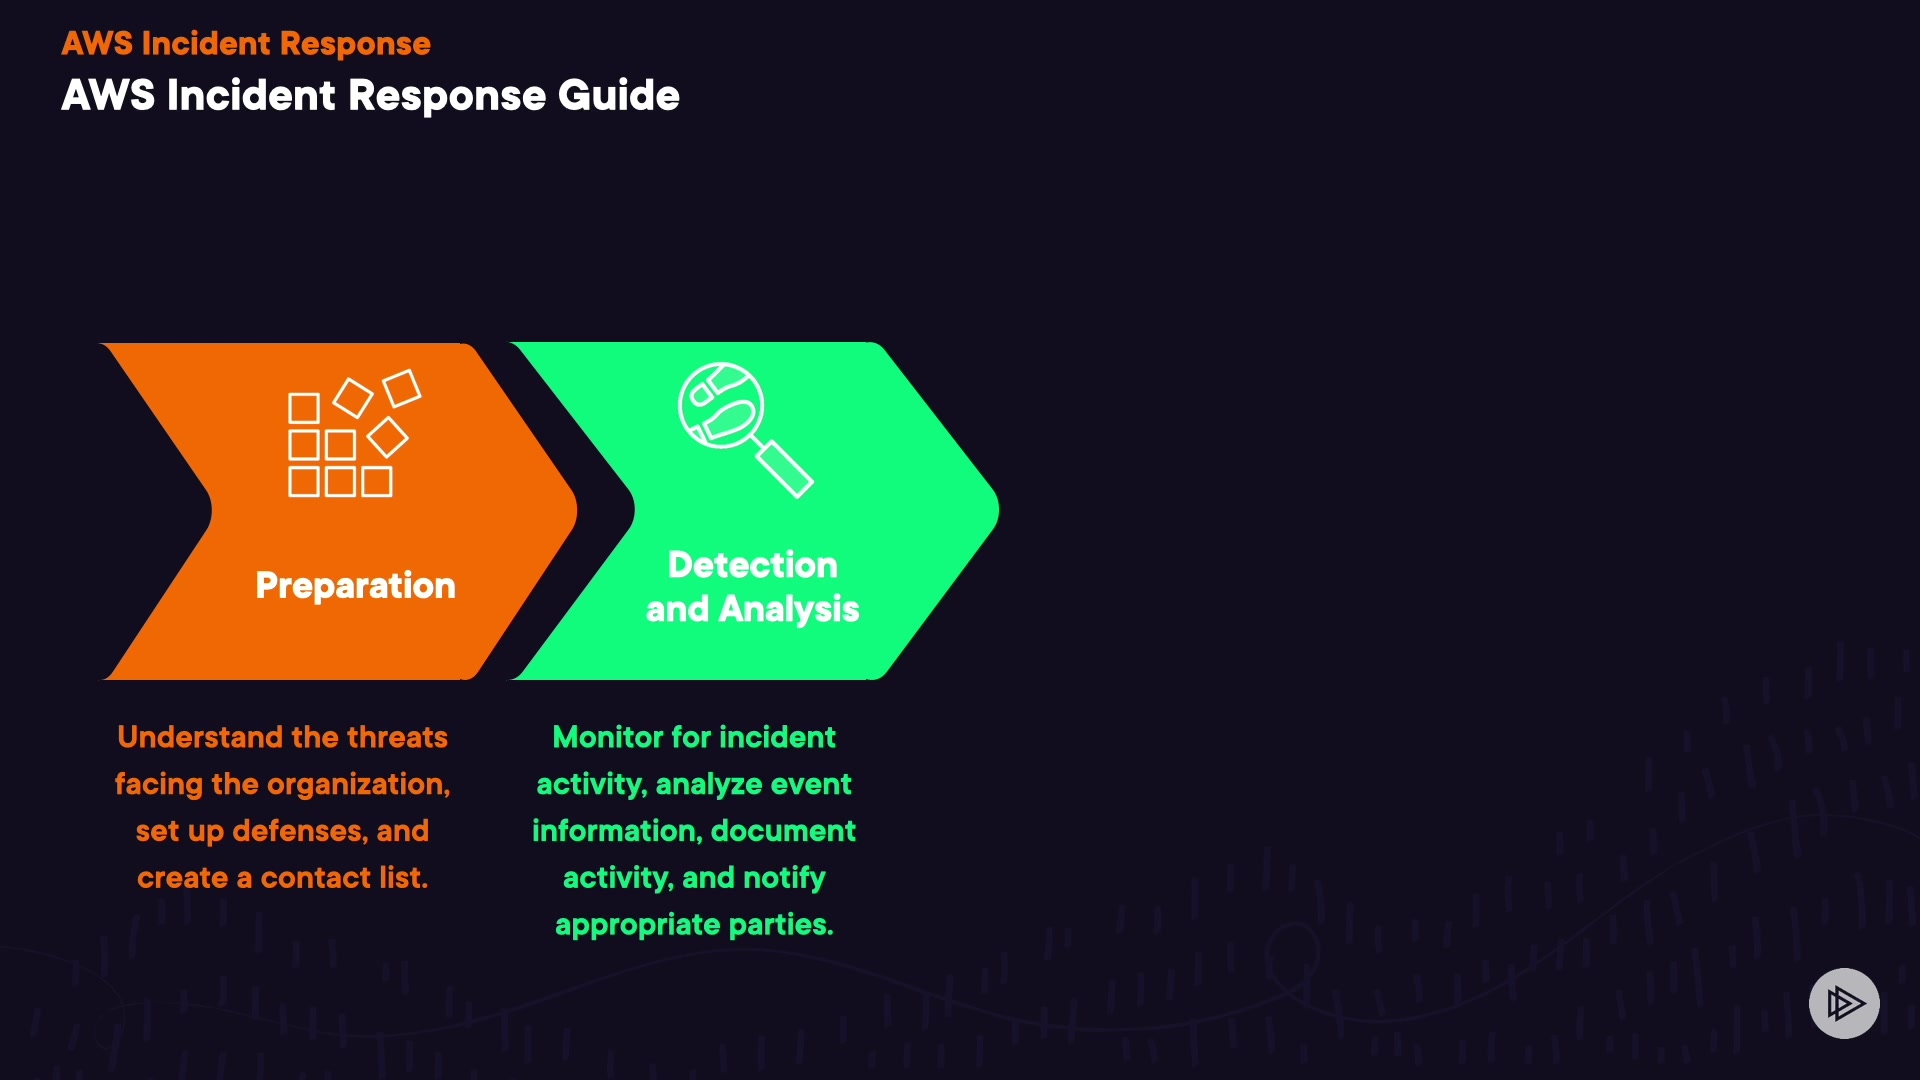 AWS Incident Response
AWS Incident Response Guide
Preparation
Detection
and Analysis
Understand the threats
facing the organization,
set up defenses, and
create a contact list.
Monitor for incident
activity, analyze event
information, document
activity, and notify
appropriate parties.